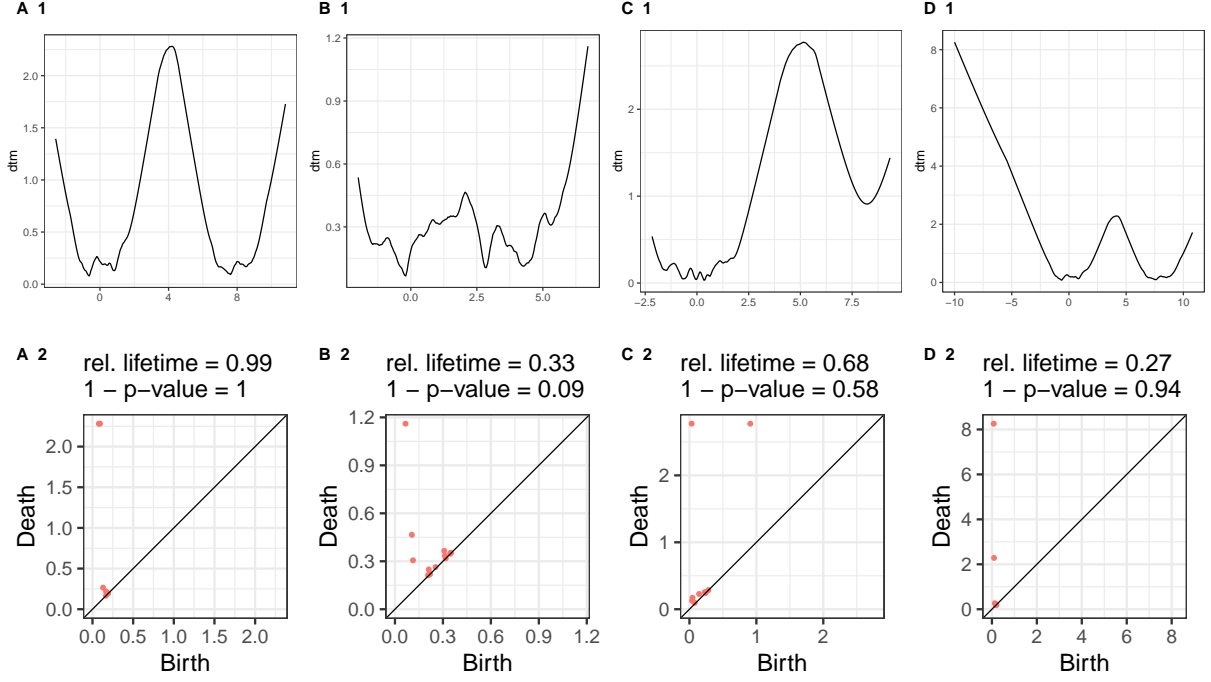 A 1
B 1
C 1
D 1
dtm
0.0
0.5
1.0
1.5
2.0
0
4
8
0.3
0.6
0.9
1.2
0.0
2.5
5.0
dtm
0
1
2
−2.5
0.0
2.5
5.0
7.5
dtm
0
2
4
6
8
−10
−5
0
5
10
dtm
A 2
rel. lifetime = 0.99
1 − p−value = 1
Death
0.0
0.5
1.0
1.5
2.0
0.0
0.5
1.0
1.5
2.0
Birth
B 2
rel. lifetime = 0.33
1 − p−value = 0.09
Death
0.0
0.3
0.6
0.9
1.2
0.0
0.3
0.6
0.9
1.2
Birth
C 2
rel. lifetime = 0.68
1 − p−value = 0.58
Death
0
1
2
0
1
2
Birth
D 2
rel. lifetime = 0.27
1 − p−value = 0.94
Death
0
2
4
6
8
0
2
4
6
8
Birth